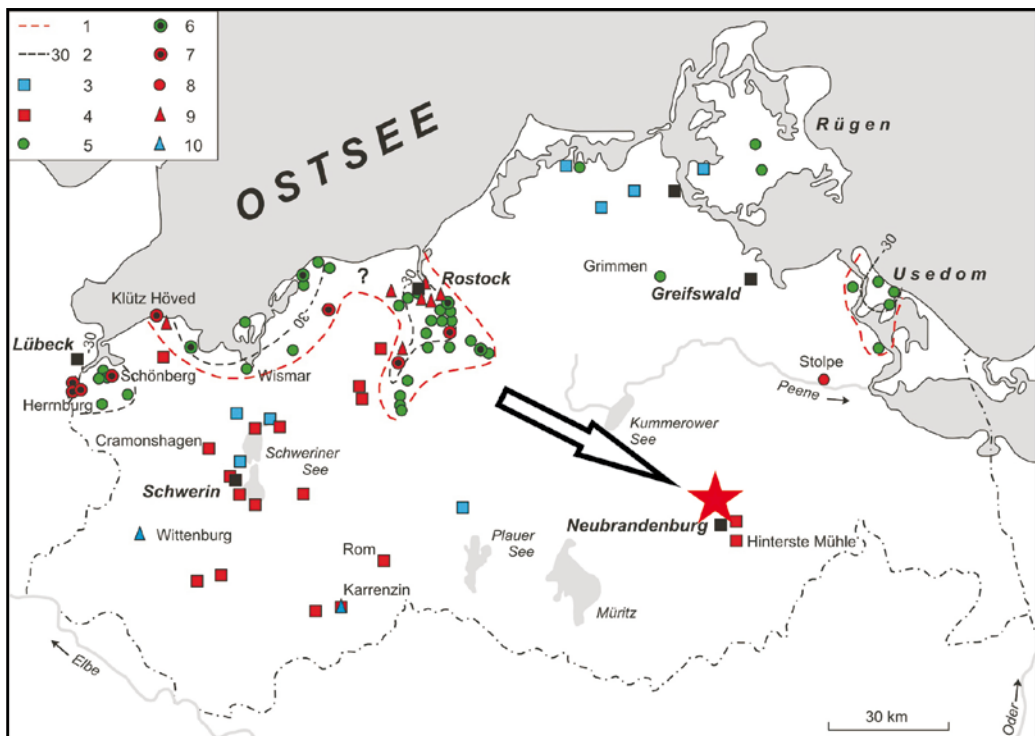 1
30 2
3
4
5
6
7
8
9
10
OSTSEE
Rügen
Usedom
30
Grimmen
Greifswald
Rostock
30
?
Klütz Höved
-30
Lübeck
30
Schönberg
Wismar
Herrnburg
Stolpe
Peene
Kummerower
See
Cramonshagen
Schweriner
See
Schwerin
Neubrandenburg
Hinterste Mühle
Wittenburg
Plauer
See
Rom
Karrenzin
Müritz
Elbe
Oder
30 km